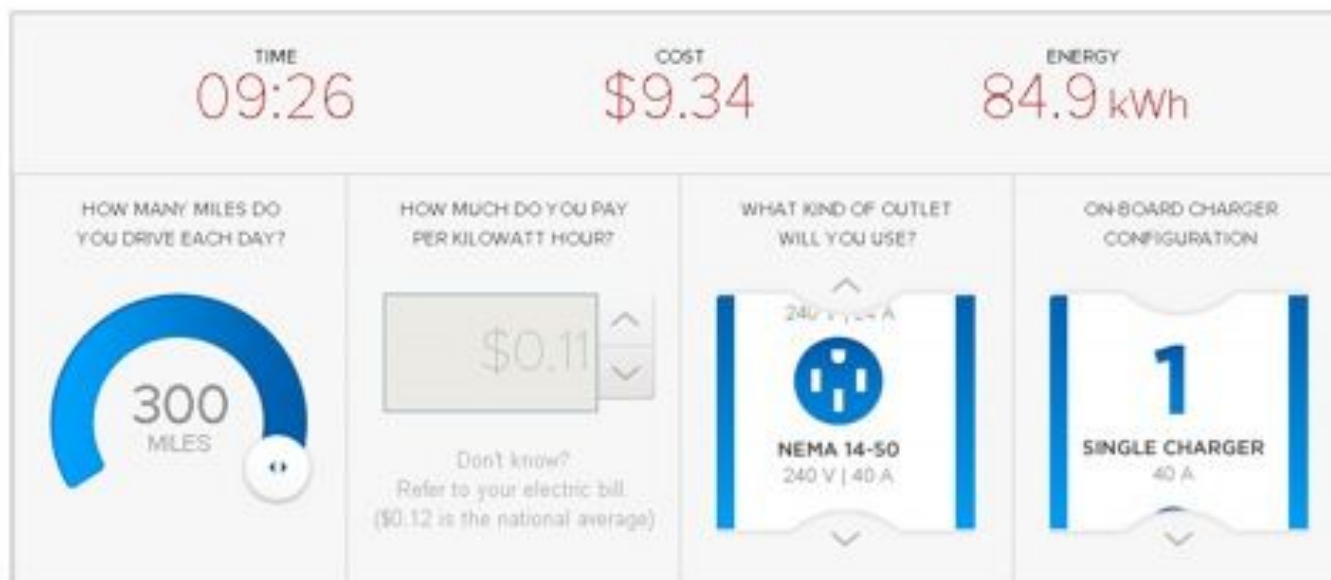 TIME
09:26
COST
$9.34
ENERGY
84.9 kWh
HOW MANY MILES DO
YOU DRIVE EACH DAY?
300
MILES
HOW MUCH DO YOU PAY
PER KILOWATT HOUR?
$0.11
Don't know?
Refer to your electric bill.
($0.12 is the national average)
WHAT KIND OF OUTLET
WILL YOU USE?
240 V | 24 A
NEMA 14-50
240 V | 40 A
ON-BOARD CHARGER
CONFIGURATION
1
SINGLE CHARGER
40 A